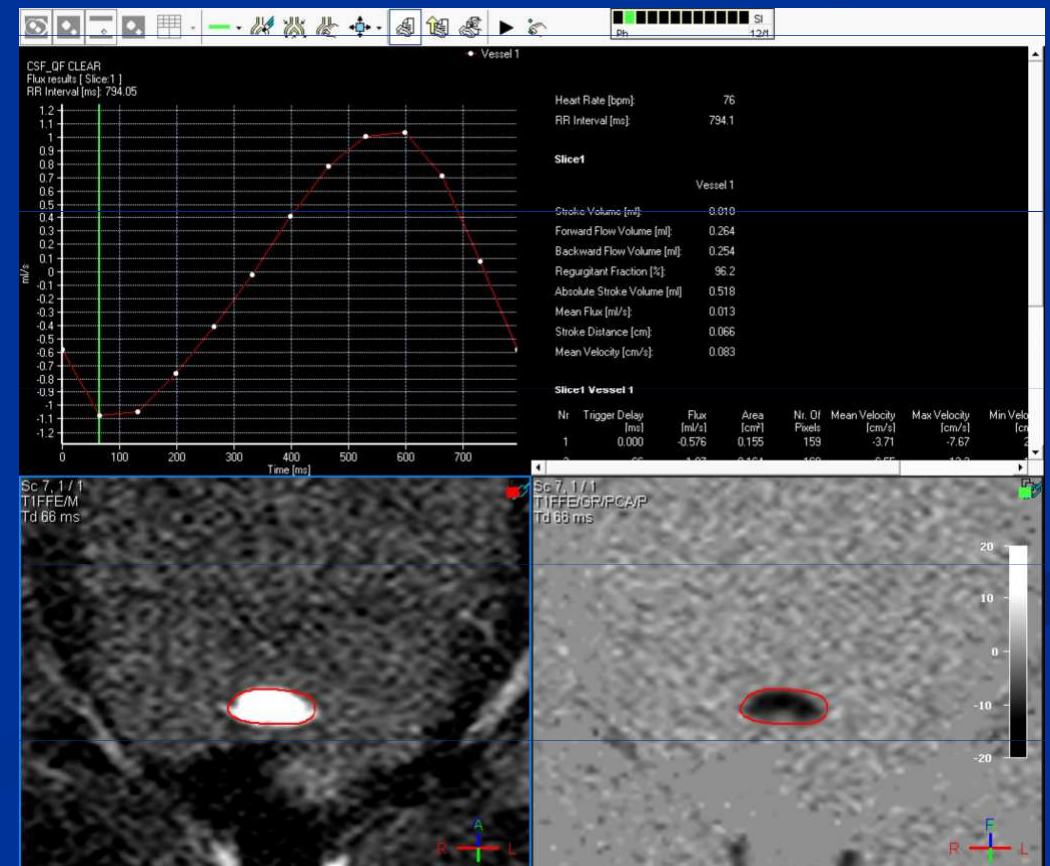 SI
Ph 12/1
Vessel 1
CSF_QF CLEAR
Flux results [ Slice:1 ]
RR Interval [ms]: 794.05
1.2
1.1
1
0.9
0.8
0.7
0.6
0.5
0.4
0.3
0.2
0.1
0
-0.1
-0.2
-0.3
-0.4
-0.5
-0.6
-0.7
-0.8
-0.9
-1
-1.1
-1.2
ml/s
0 100 200 300 400 500 600 700
Time [ms]
Heart Rate [bpm]: 76
RR Interval [ms]: 794.1
Slice1
Vessel 1
Stroke Volume [ml]: 0.010
Forward Flow Volume [ml]: 0.264
Backward Flow Volume [ml]: 0.254
Regurgitant Fraction [%]: 96.2
Absolute Stroke Volume [ml] 0.518
Mean Flux [ml/s]: 0.013
Stroke Distance [cm]: 0.066
Mean Velocity [cm/s]: 0.083
Slice1 Vessel 1
Nr Trigger Delay Flux Area Nr. Of Mean Velocity Max Velocity Min Velo
[ms] [ml/s] [cm²] Pixels [cm/s] [cm/s] [cm
1 0.000 -0.576 0.155 159 -3.71 -7.67 2
Sc 7, 1 / 1
T1FFE/M
Td 66 ms
A
R L
Sc 7, 1 / 1
T1FFE/GR/PCA/P
Td 66 ms
20
10
0
-10
-20
F
R L